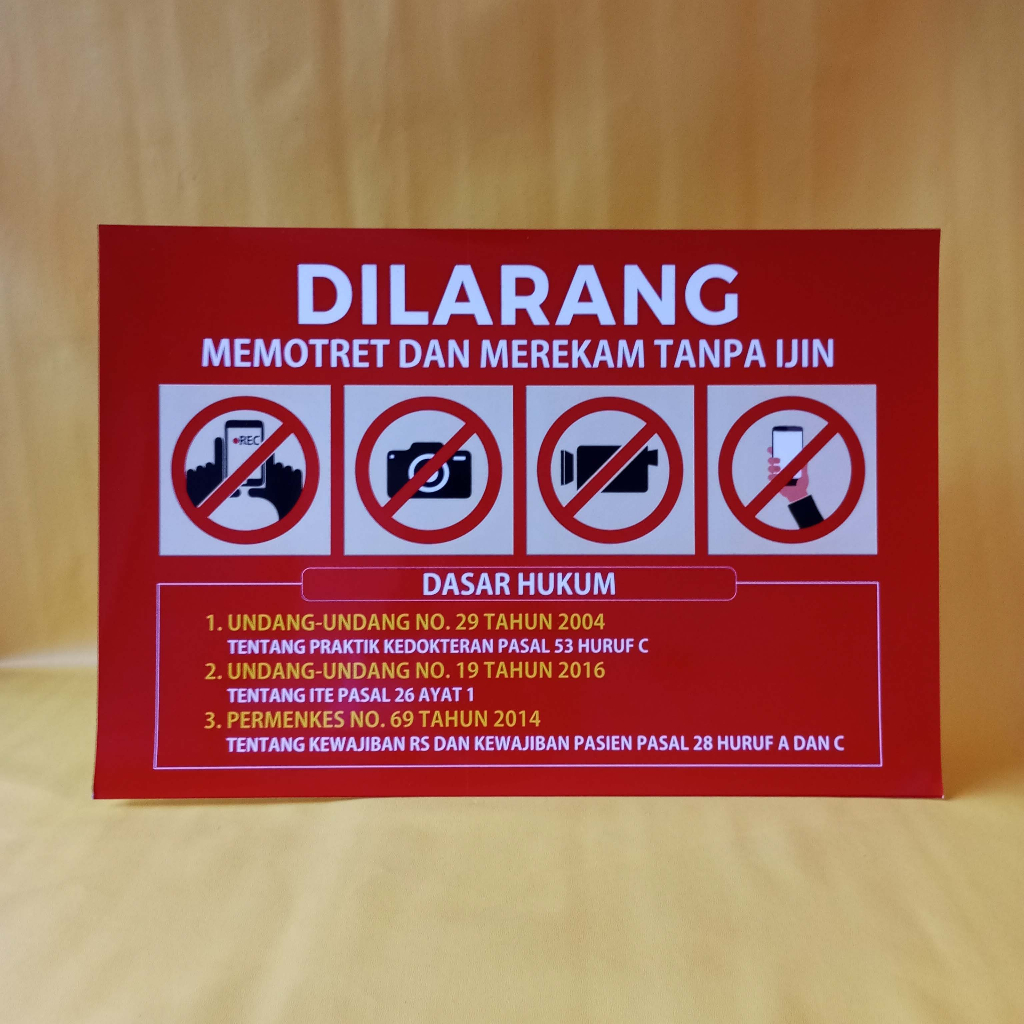 DILARANG
MEMOTRET DAN MEREKAM TANPA IJIN
REC
DASAR HUKUM
1. UNDANG-UNDANG NO. 29 TAHUN 2004
TENTANG PRAKTIK KEDOKTERAN PASAL 53 HURUF C
2. UNDANG-UNDANG NO. 19 TAHUN 2016
TENTANG ITE PASAL 26 AYAT 1
3. PERMENKES NO. 69 TAHUN 2014
TENTANG KEWAJIBAN RS DAN KEWAJIBAN PASIEN PASAL 28 HURUF A DAN C